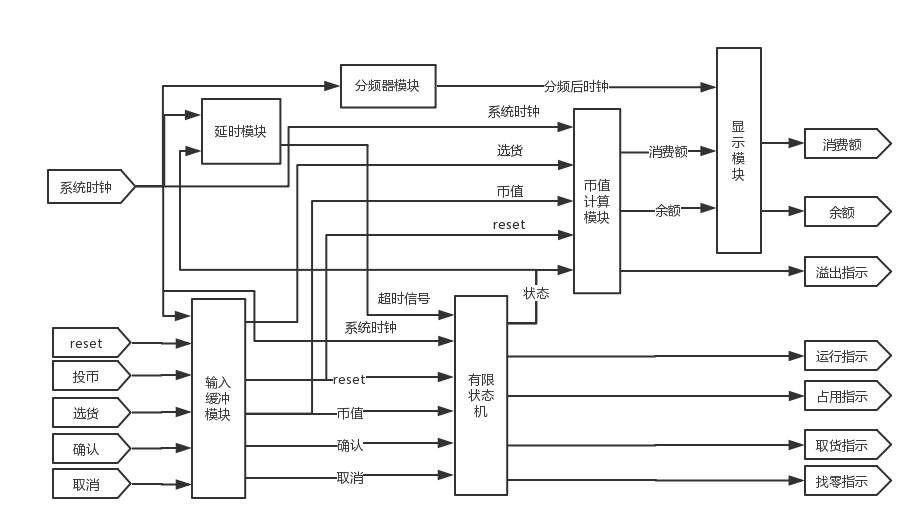 分频器模块
分频后时钟
系统时钟
延时模块
显示模块
消费额
选货
消费额
币值计算模块
系统时钟
币值
余额
余额
reset
溢出指示
状态
超时信号
系统时钟
reset
输入缓冲模块
reset
有限状态机
运行指示
投币
占用指示
选货
币值
确认
确认
取货指示
取消
取消
找零指示